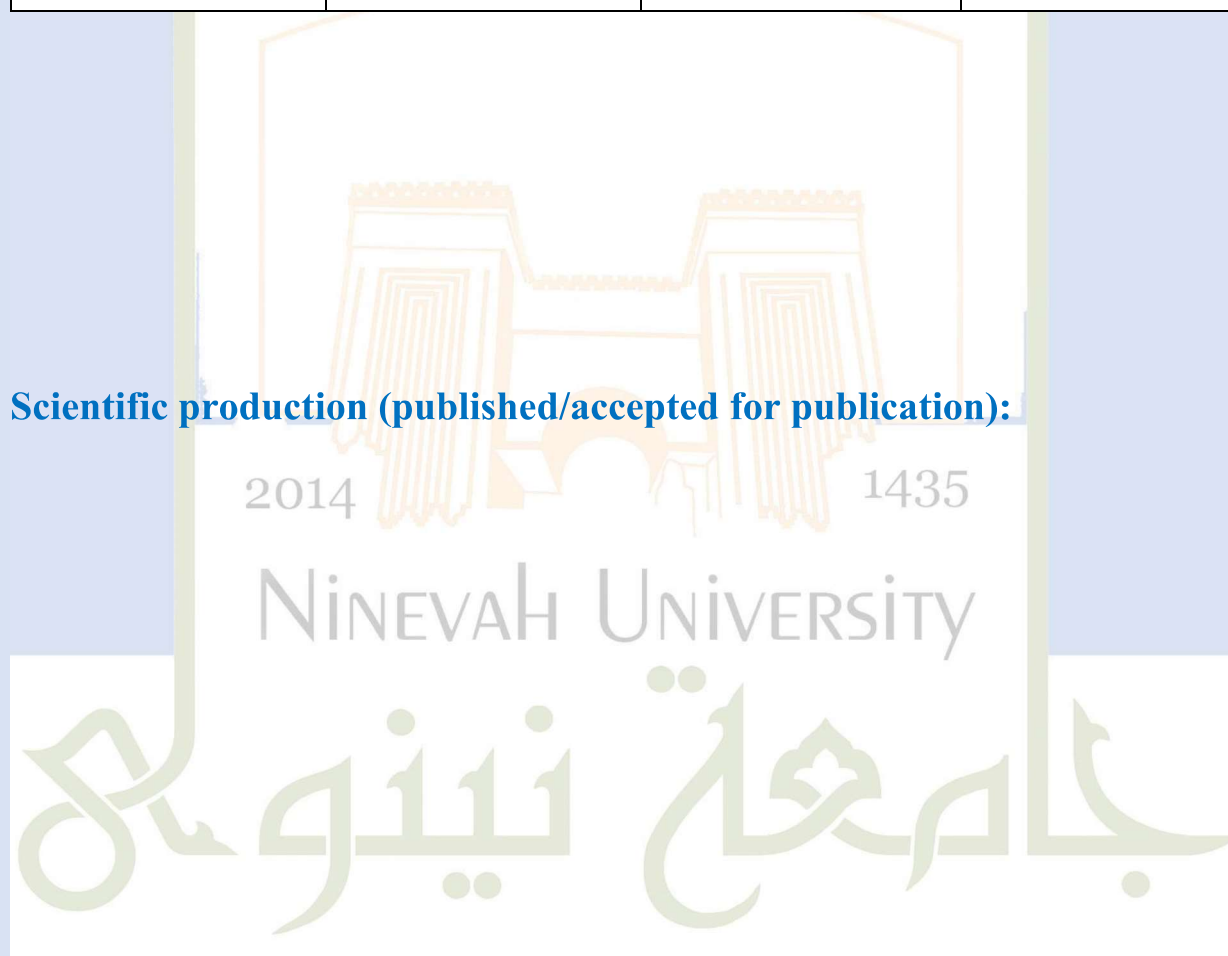 Scientific production (published/accepted for publication):
2014 1435
NINEVAH UNIVERSITY
جامعة نينوى